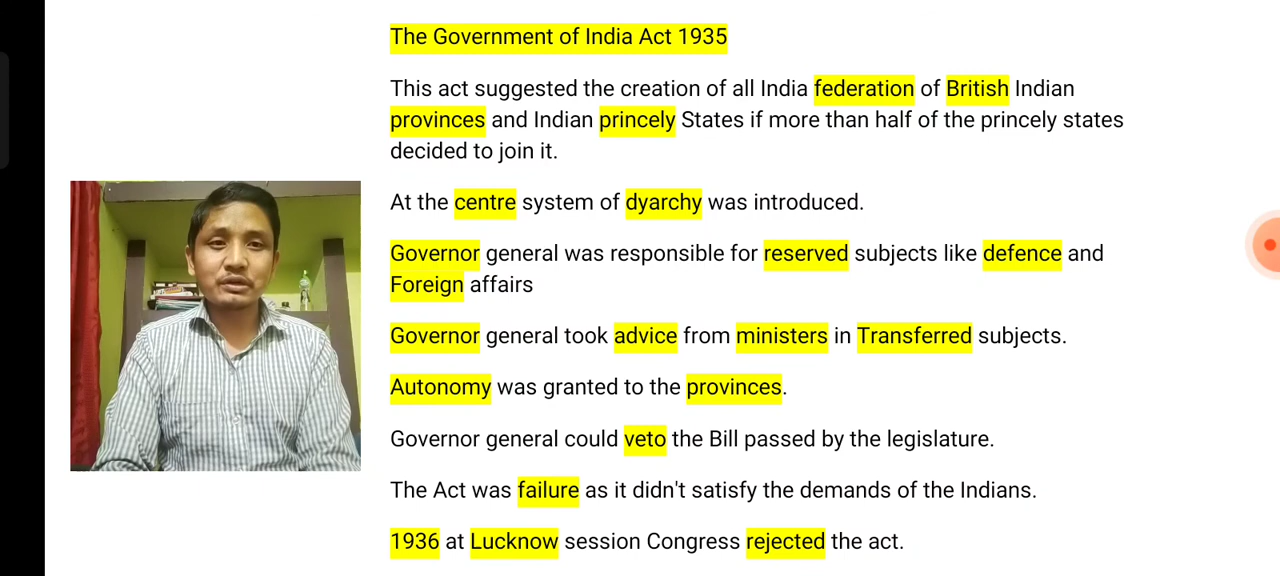 The Government of India Act 1935
This act suggested the creation of all India federation of British Indian
provinces and Indian princely States if more than half of the princely states
decided to join it.
At the centre system of dyarchy was introduced.
Governor general was responsible for reserved subjects like defence and
Foreign affairs
Governor general took advice from ministers in Transferred subjects.
Autonomy was granted to the provinces.
Governor general could veto the Bill passed by the legislature.
The Act was failure as it didn't satisfy the demands of the Indians.
1936 at Lucknow session Congress rejected the act.